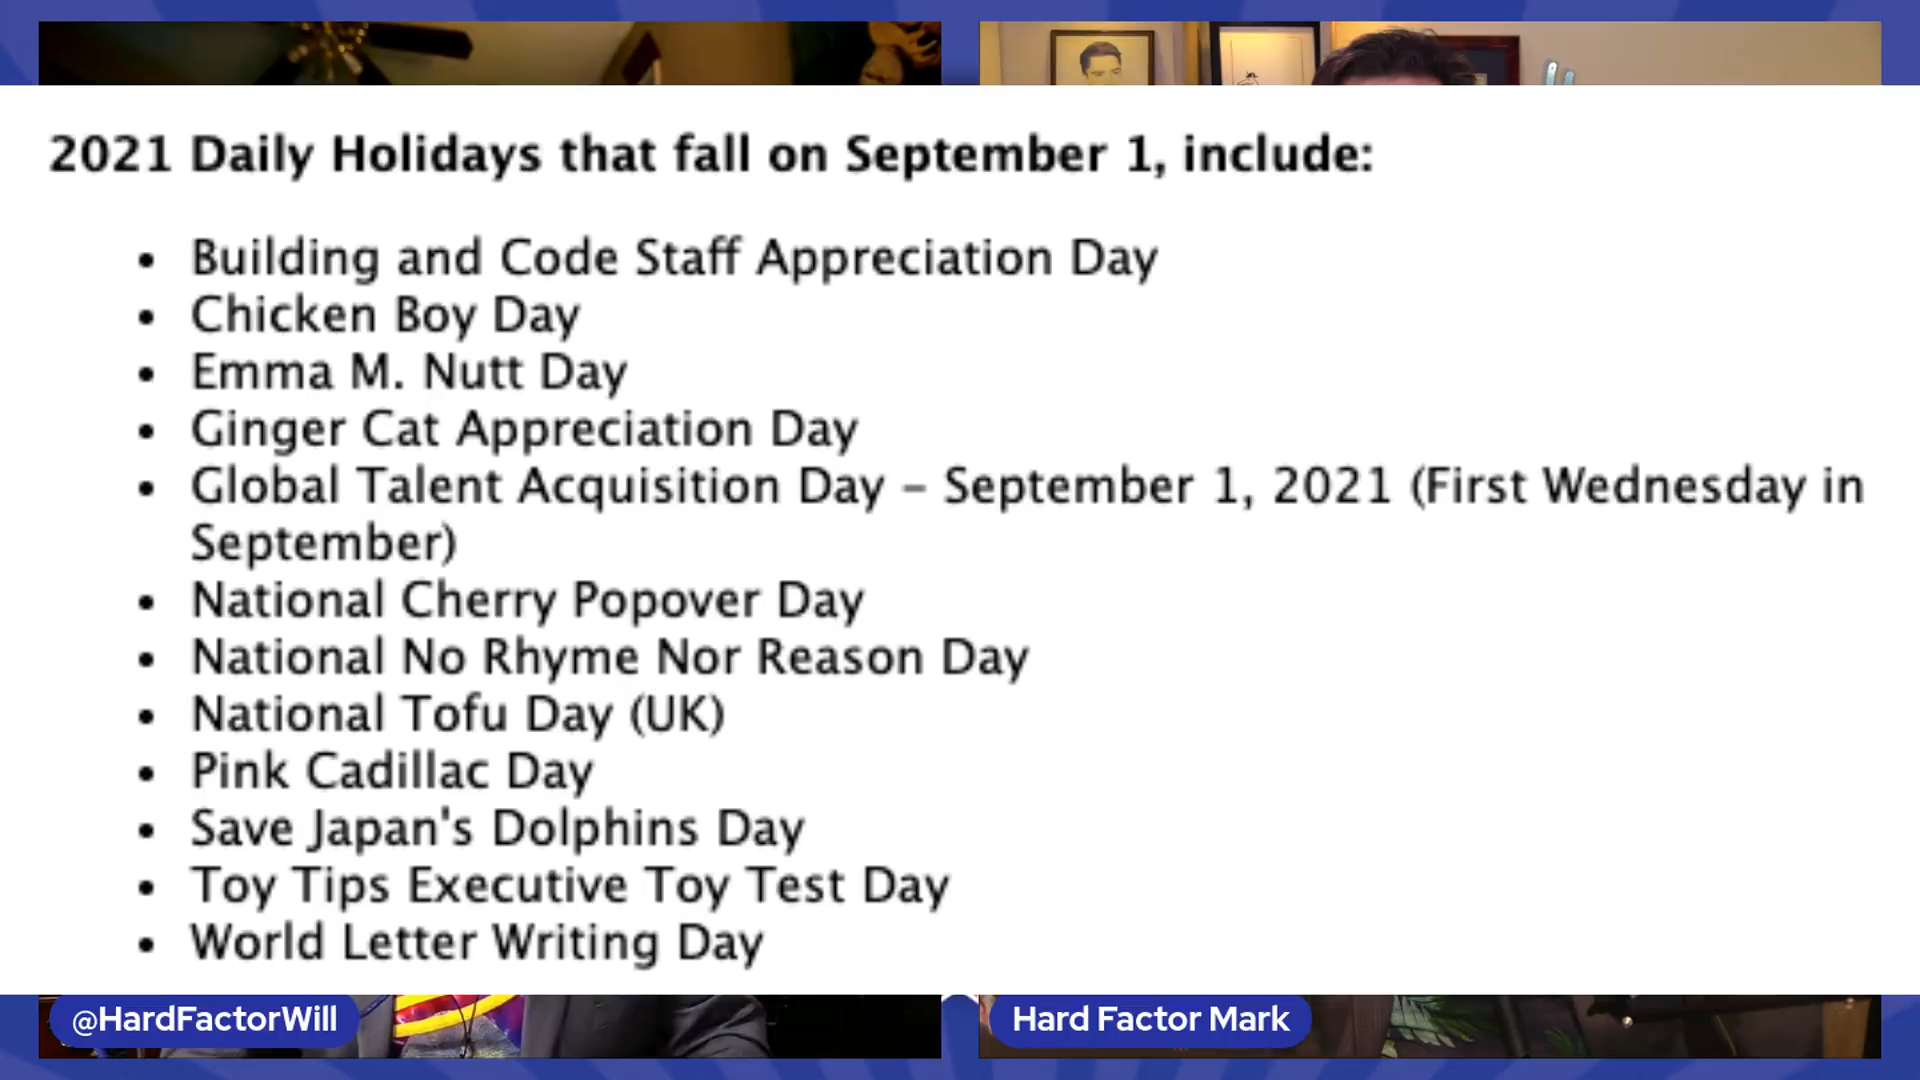 2021 Daily Holidays that fall on September 1, include:
• Building and Code Staff Appreciation Day
• Chicken Boy Day
• Emma M. Nutt Day
• Ginger Cat Appreciation Day
• Global Talent Acquisition Day – September 1, 2021 (First Wednesday in
September)
• National Cherry Popover Day
• National No Rhyme Nor Reason Day
• National Tofu Day (UK)
• Pink Cadillac Day
• Save Japan's Dolphins Day
• Toy Tips Executive Toy Test Day
• World Letter Writing Day
@HardFactorWill
Hard Factor Mark